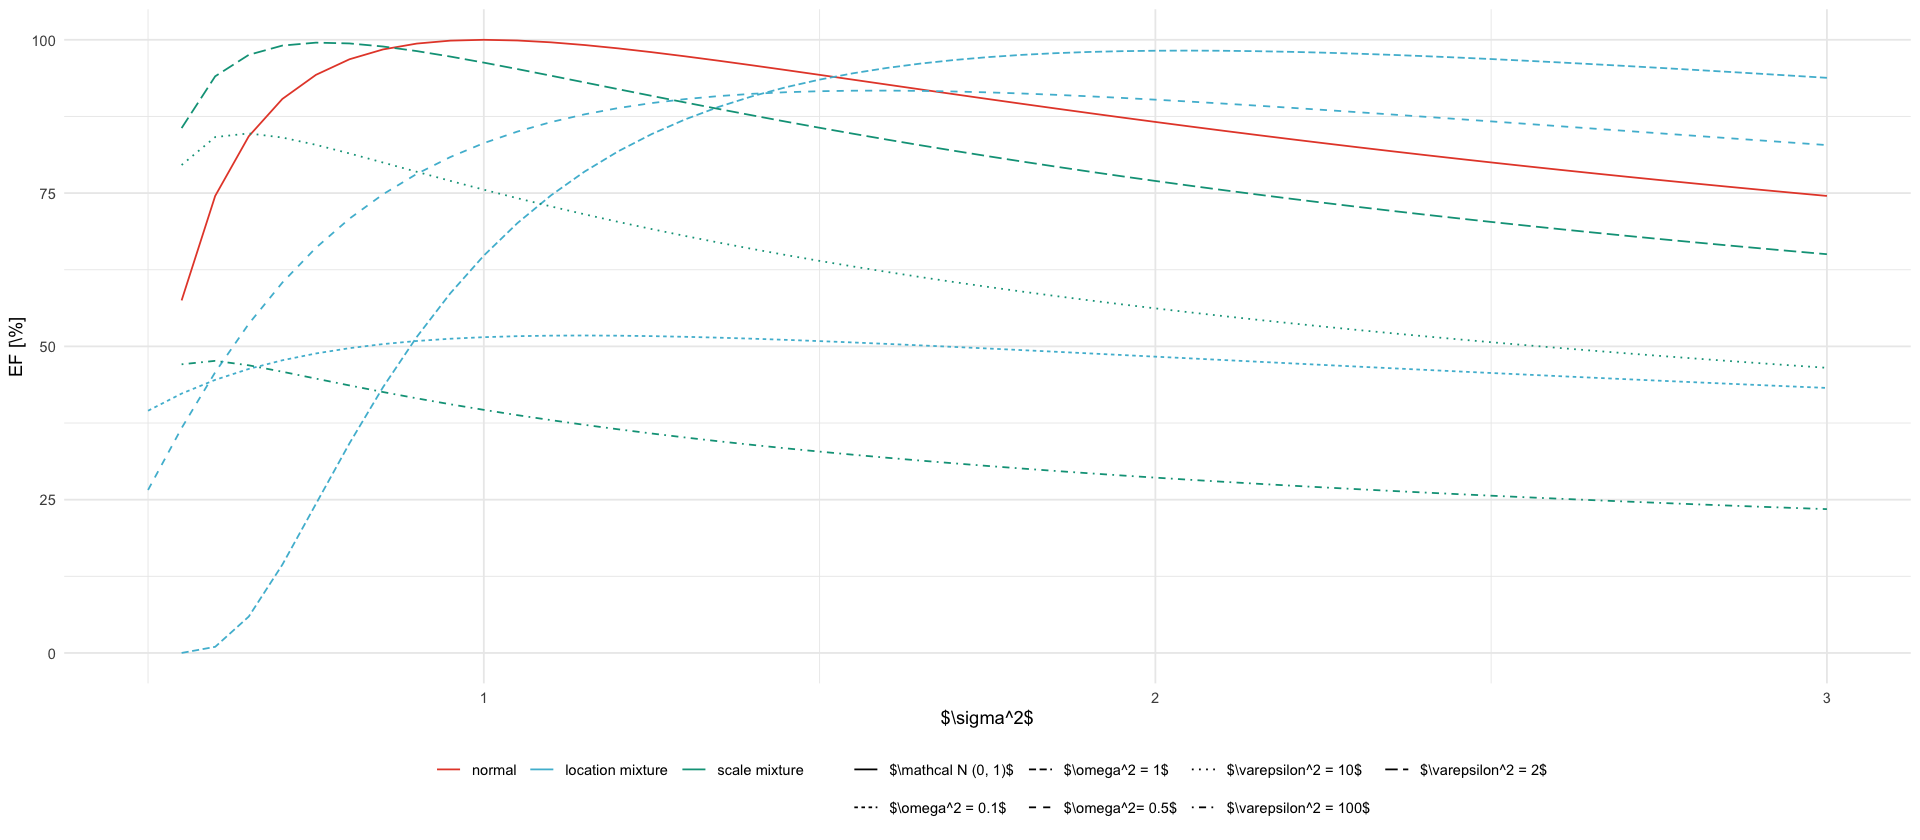 100
75
50
25
0
EF [\%]
1 2 3
$\sigma^2$
normal location mixture scale mixture $\mathcal N (0, 1)$ $\omega^2 = 1$ $\varepsilon^2 = 10$ $\varepsilon^2 = 2$
$\omega^2 = 0.1$ $\omega^2= 0.5$ $\varepsilon^2 = 100$